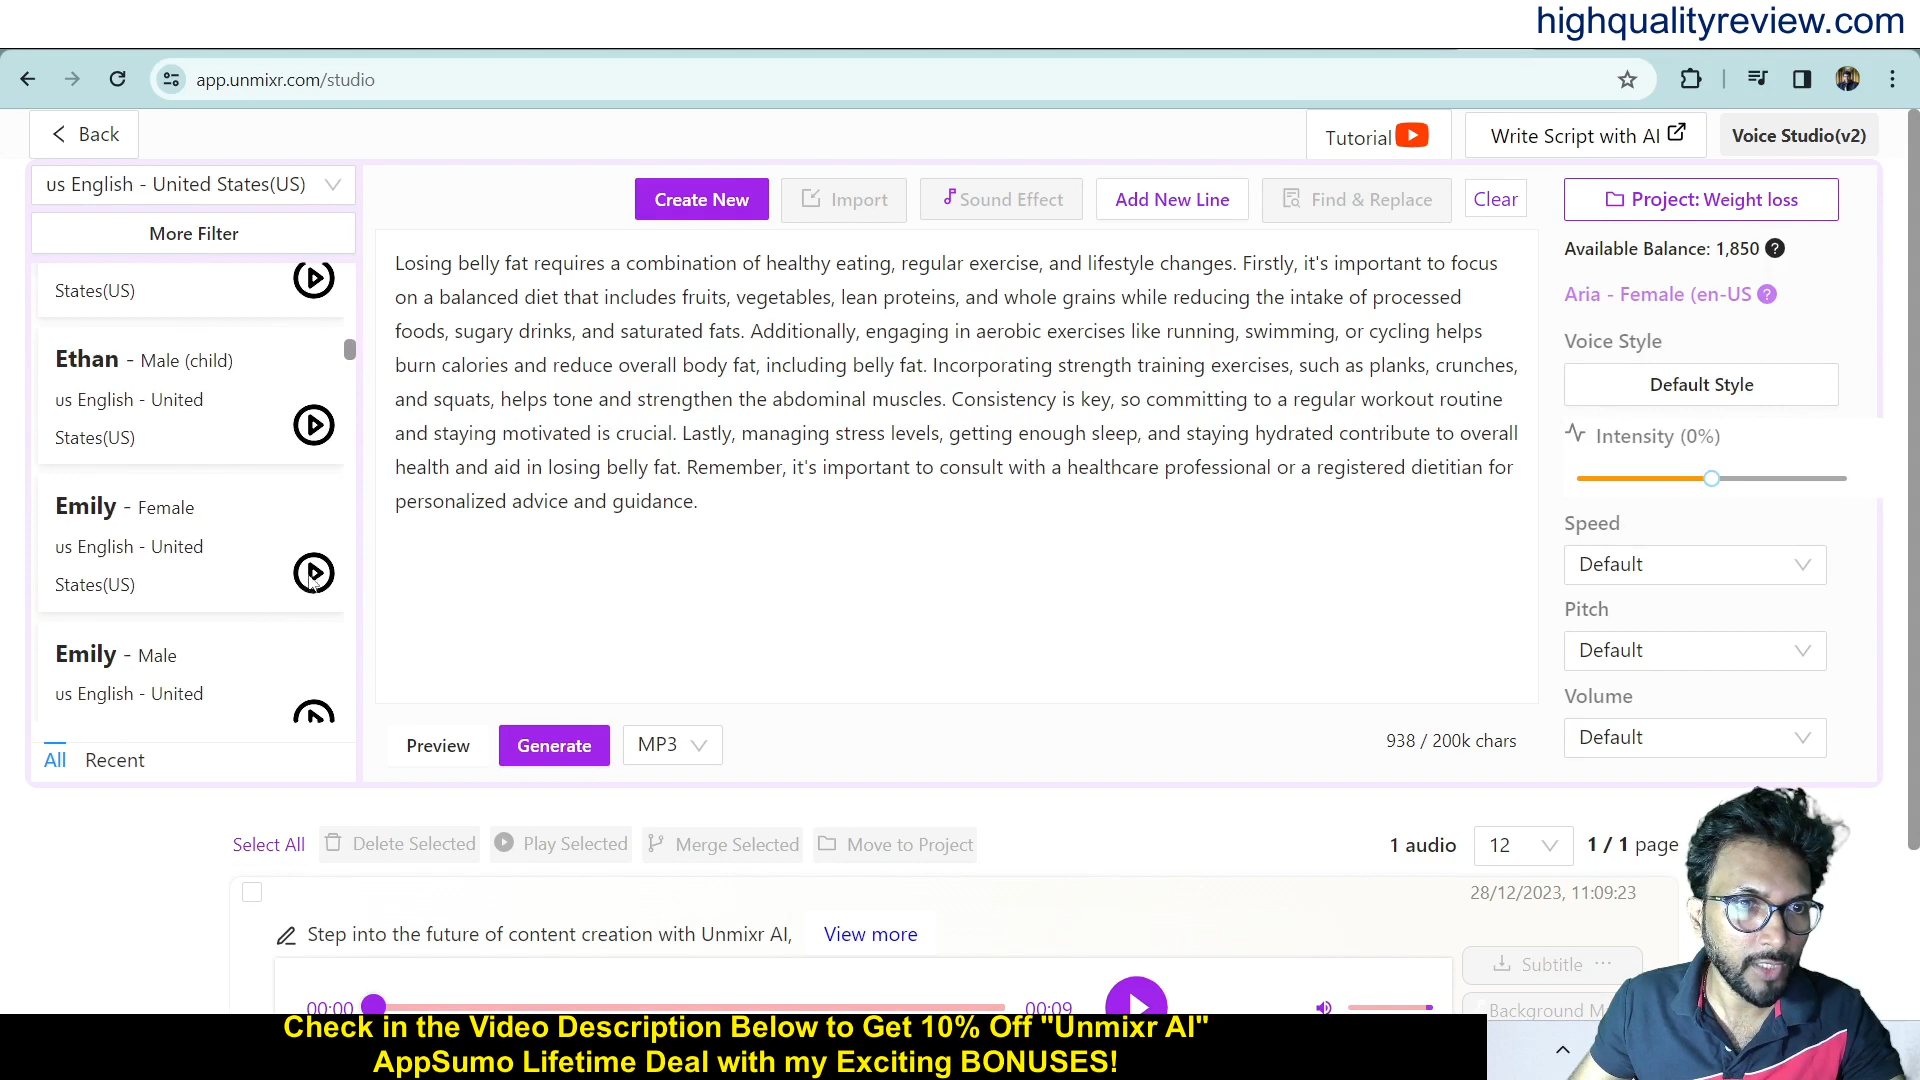 highqualityreview.com
app.unmixr.com/studio
Back
Tutorial
Write Script with AI
Voice Studio(v2)
us English - United States(US)
More Filter
States(US)
Ethan - Male (child)
us English - United
States(US)
Emily - Female
us English - United
States(US)
Emily - Male
us English - United
All
Recent
Create New
Import
Sound Effect
Add New Line
Find & Replace
Clear
Losing belly fat requires a combination of healthy eating, regular exercise, and lifestyle changes. Firstly, it's important to focus
on a balanced diet that includes fruits, vegetables, lean proteins, and whole grains while reducing the intake of processed
foods, sugary drinks, and saturated fats. Additionally, engaging in aerobic exercises like running, swimming, or cycling helps
burn calories and reduce overall body fat, including belly fat. Incorporating strength training exercises, such as planks, crunches,
and squats, helps tone and strengthen the abdominal muscles. Consistency is key, so committing to a regular workout routine
and staying motivated is crucial. Lastly, managing stress levels, getting enough sleep, and staying hydrated contribute to overall
health and aid in losing belly fat. Remember, it's important to consult with a healthcare professional or a registered dietitian for
personalized advice and guidance.
Preview
Generate
MP3
938 / 200k chars
Project: Weight loss
Available Balance: 1,850 ?
Aria - Female (en-US ?
Voice Style
Default Style
Intensity (0%)
Speed
Default
Pitch
Default
Volume
Default
Select All
Delete Selected
Play Selected
Merge Selected
Move to Project
1 audio
12
1 / 1 page
28/12/2023, 11:09:23
Step into the future of content creation with Unmixr AI,
View more
Subtitle ...
00:00
00:09
Background M
Check in the Video Description Below to Get 10% Off "Unmixr AI"
AppSumo Lifetime Deal with my Exciting BONUSES!